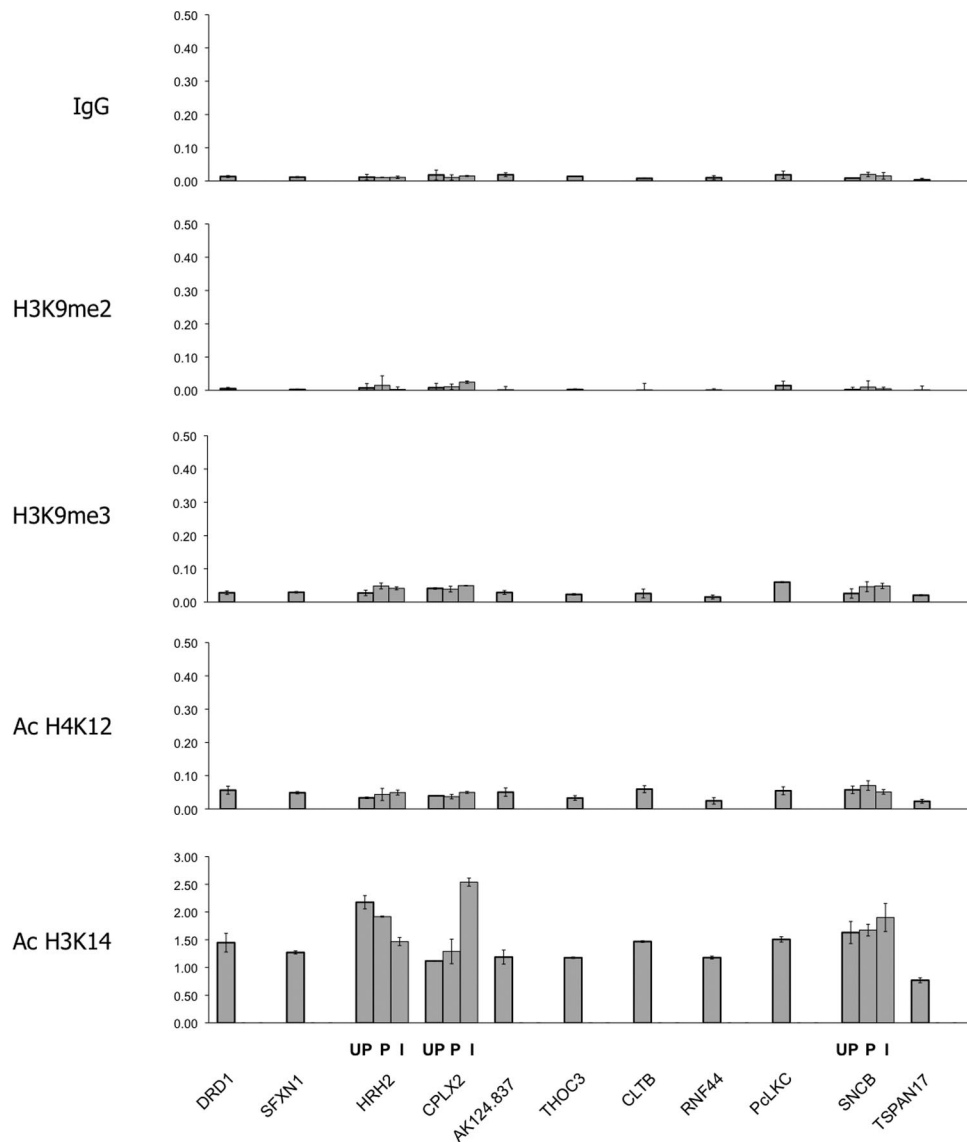 IgG
0.50
0.40
0.30
0.20
0.10
0.00
H3K9me2
0.50
0.40
0.30
0.20
0.10
0.00
H3K9me3
0.50
0.40
0.30
0.20
0.10
0.00
Ac H4K12
0.50
0.40
0.30
0.20
0.10
0.00
Ac H3K14
3.00
2.50
2.00
1.50
1.00
0.50
0.00
UP P I UP P I UP P I
DRD1
SFXN1
HRH2
CPLX2
AK124.837
THOC3
CLTB
RNF44
PcLKC
SNCB
TSPAN17